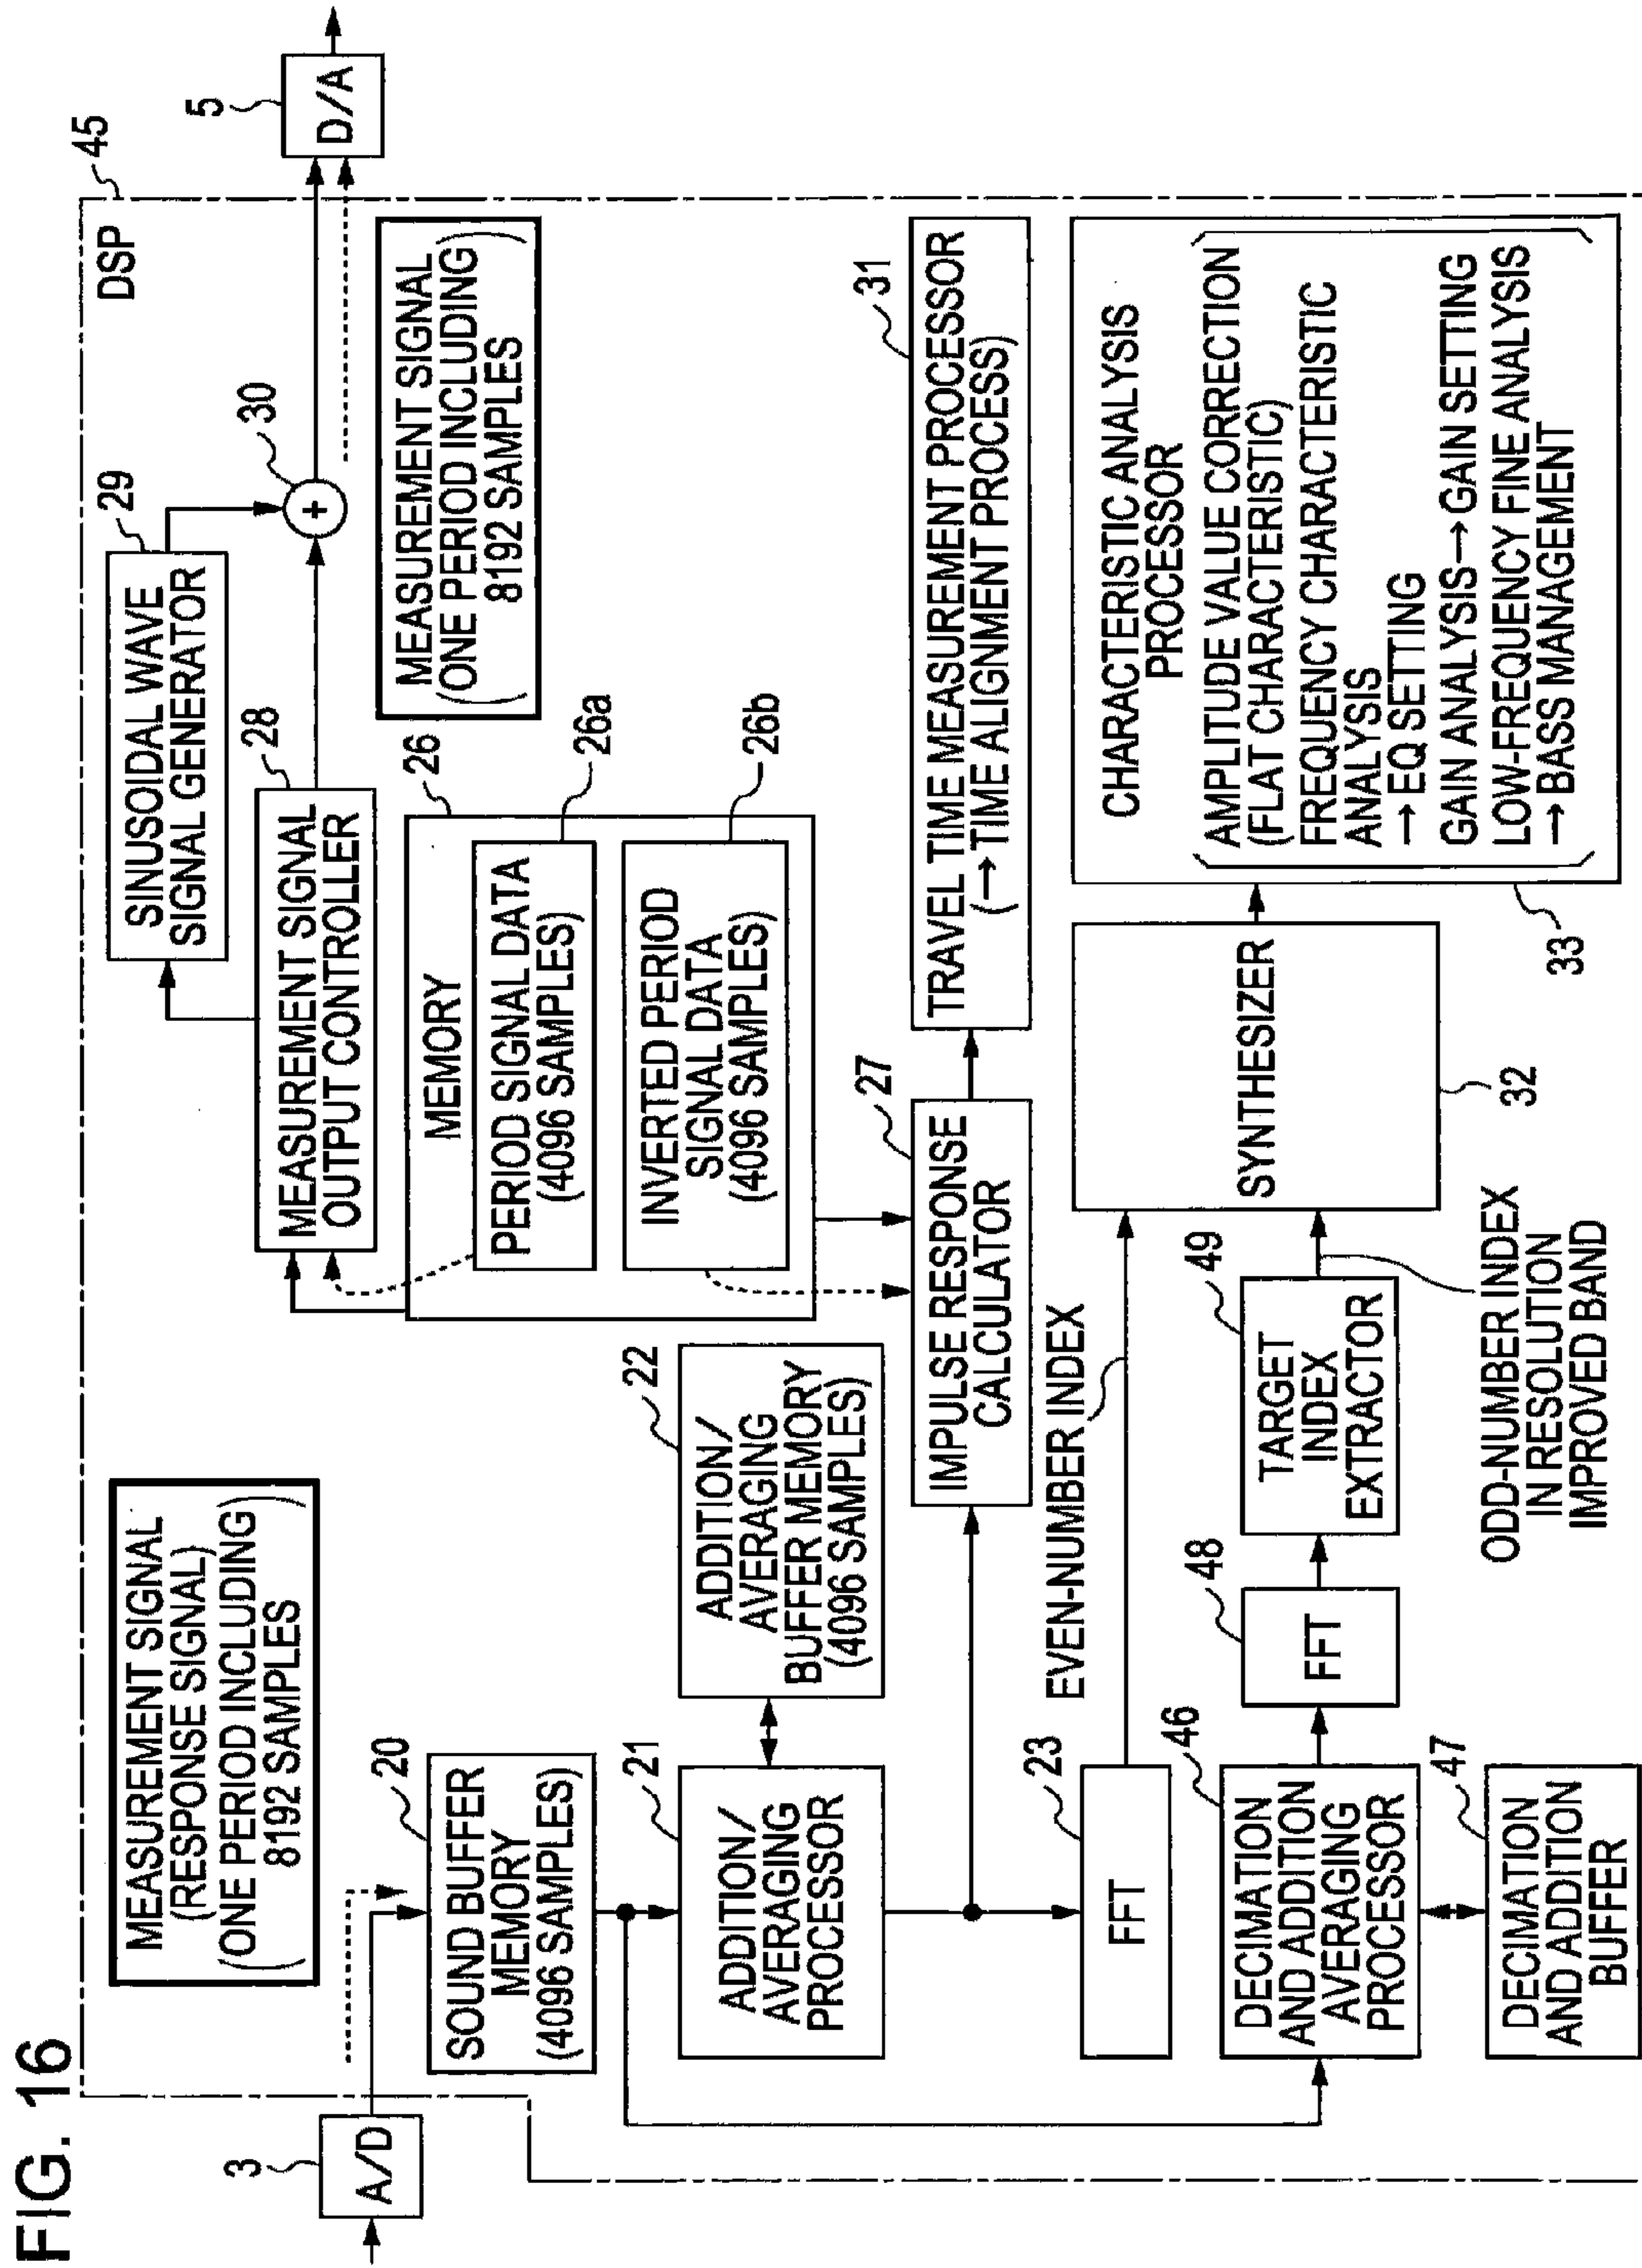 FIG. 16
3
A/D
MEASUREMENT SIGNAL
(RESPONSE SIGNAL)
(ONE PERIOD INCLUDING
8192 SAMPLES)
20
SOUND BUFFER
MEMORY
(4096 SAMPLES)
21
ADDITION/
AVERAGING
PROCESSOR
22
ADDITION/
AVERAGING
BUFFER MEMORY
(4096 SAMPLES)
23
FFT
46
DECIMATION
AND ADDITION
AVERAGING
PROCESSOR
47
DECIMATION
AND ADDITION
BUFFER
48
FFT
49
TARGET
INDEX
EXTRACTOR
EVEN-NUMBER INDEX
ODD-NUMBER INDEX
IN RESOLUTION
IMPROVED BAND
27
IMPULSE RESPONSE
CALCULATOR
26
MEMORY
26a
PERIOD SIGNAL DATA
(4096 SAMPLES)
26b
INVERTED PERIOD
SIGNAL DATA
(4096 SAMPLES)
28
MEASUREMENT SIGNAL
OUTPUT CONTROLLER
29
SINUSOIDAL WAVE
SIGNAL GENERATOR
30
+
MEASUREMENT SIGNAL
(ONE PERIOD INCLUDING
8192 SAMPLES)
DSP
45
5
D/A
31
TRAVEL TIME MEASUREMENT PROCESSOR
(→ TIME ALIGNMENT PROCESS)
32
SYNTHESIZER
33
CHARACTERISTIC ANALYSIS
PROCESSOR
AMPLITUDE VALUE CORRECTION
(FLAT CHARACTERISTIC)
FREQUENCY CHARACTERISTIC
ANALYSIS
→ EQ SETTING
GAIN ANALYSIS → GAIN SETTING
LOW-FREQUENCY FINE ANALYSIS
→ BASS MANAGEMENT